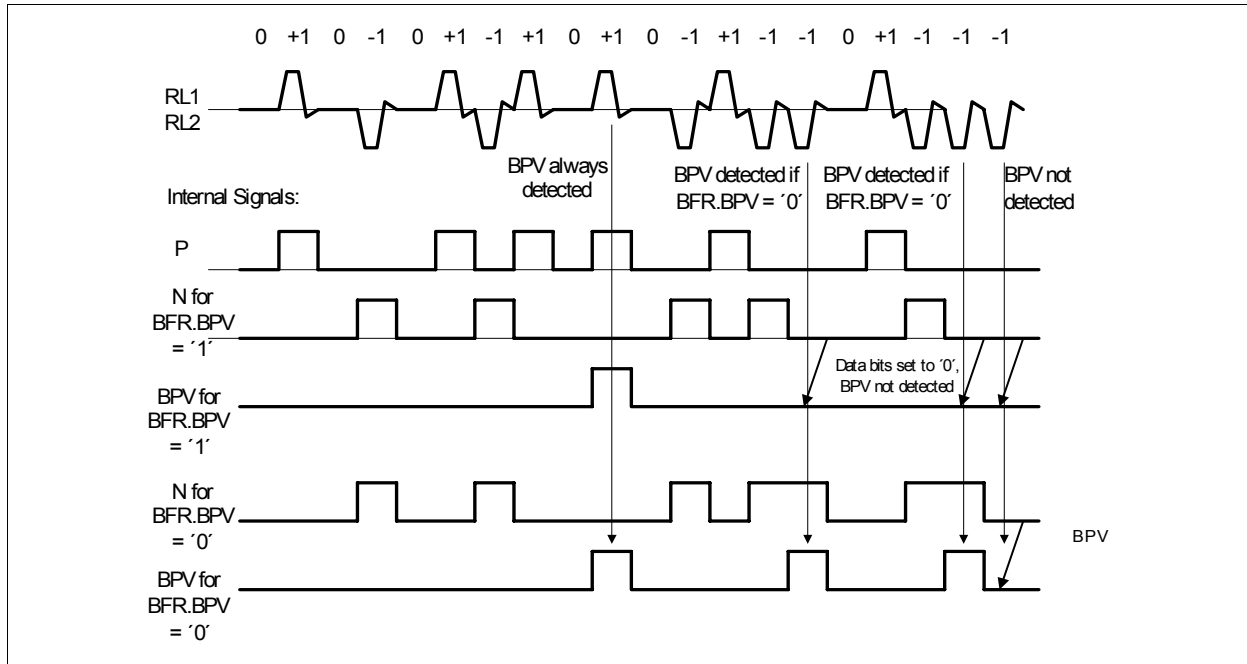 0 +1 0 -1 0 +1 -1 +1 0 +1 0 -1 +1 -1 -1 0 +1 -1 -1 -1
RL1
RL2
BPV always
detected
BPV detected if
BFR.BPV = ´0´
BPV detected if
BFR.BPV = ´0´
BPV not
detected
Internal Signals:
P
N for
BFR.BPV
= ´1´
Data bits set to ´0´,
BPV not detected
BPV for
BFR.BPV
= ´1´
N for
BFR.BPV
= ´0´
BPV
BPV for
BFR.BPV
= ´0´